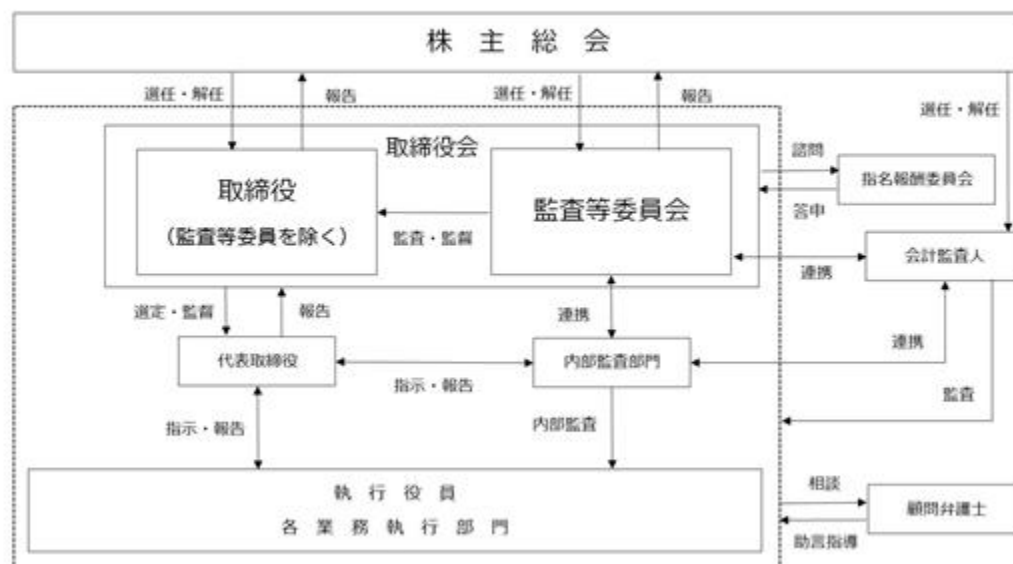 株主総会
選任・解任
報告
選任・解任
報告
選任・解任
取締役会
取締役
（監査等委員を除く）
監査・監督
監査等委員会
諮問
指名報酬委員会
答申
連携
会計監査人
選定・監督
報告
連携
代表取締役
指示・報告
内部監査部門
連携
監査
指示・報告
内部監査
執行役員
各業務執行部門
相談
顧問弁護士
助言指導